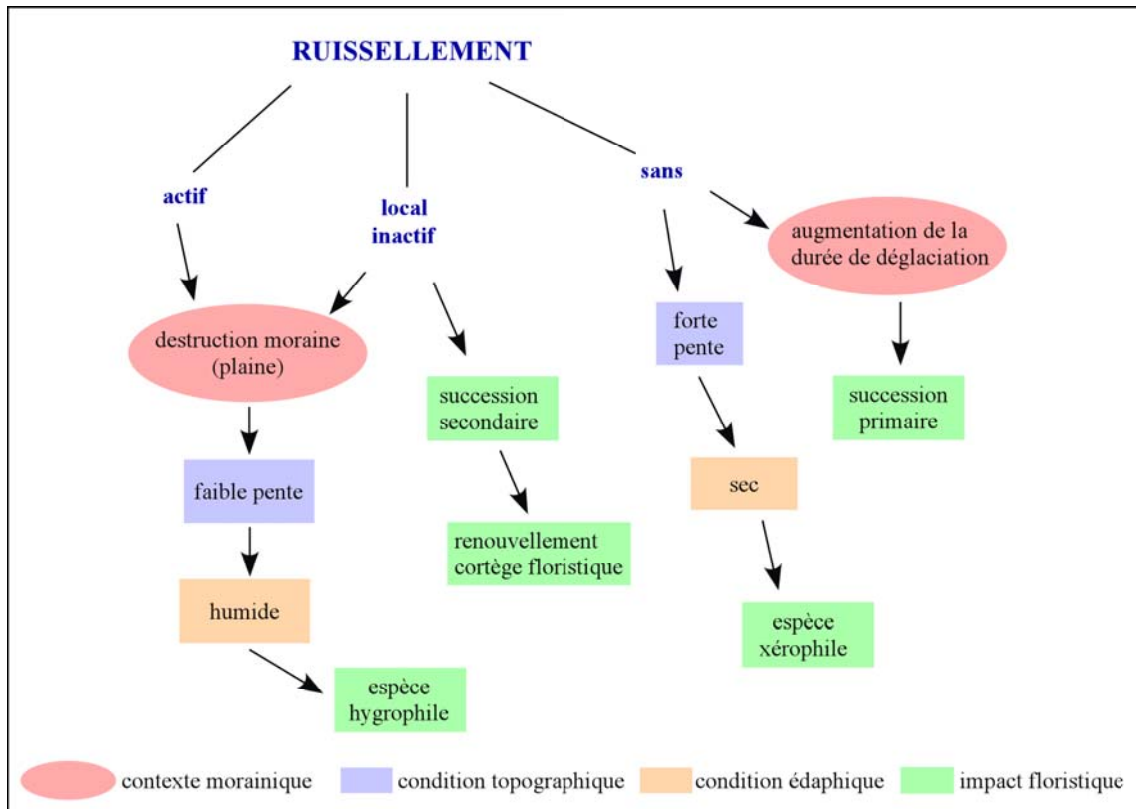 RUISSELLEMENT
actif
local
inactif
sans
augmentation de la
durée de déglaciation
destruction moraine
(plaine)
forte
pente
succession
secondaire
succession
primaire
faible pente
sec
renouvellement
cortège floristique
humide
espèce
xérophile
espèce
hygrophile
contexte morainique
condition topographique
condition édaphique
impact floristique